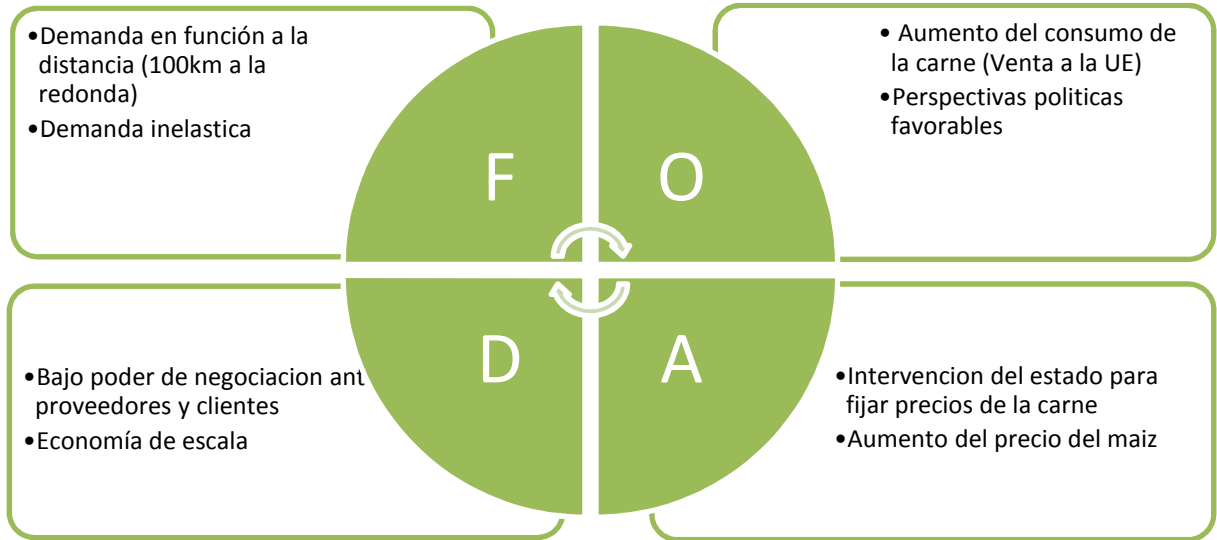 •Demanda en función a la
distancia (100km a la
redonda)
•Demanda inelastica
F
O
• Aumento del consumo de
la carne (Venta a la UE)
•Perspectivas politicas
favorables
•Bajo poder de negociacion ant
proveedores y clientes
•Economía de escala
D
A
•Intervencion del estado para
fijar precios de la carne
•Aumento del precio del maiz